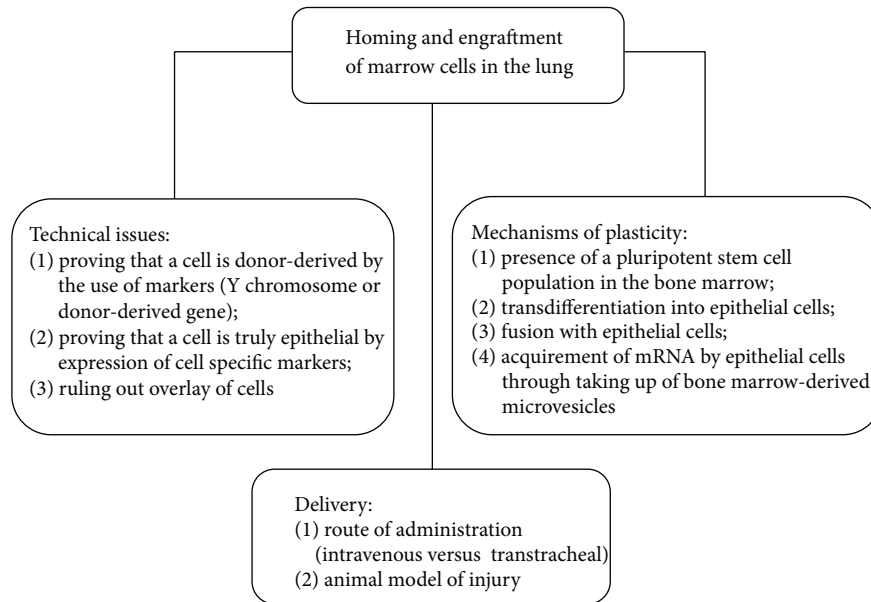 Homing and engraftment
of marrow cells in the lung
Technical issues:
(1) proving that a cell is donor-derived by
the use of markers (Y chromosome or
donor-derived gene);
(2) proving that a cell is truly epithelial by
expression of cell specific markers;
(3) ruling out overlay of cells
Mechanisms of plasticity:
(1) presence of a pluripotent stem cell
population in the bone marrow;
(2) transdifferentiation into epithelial cells;
(3) fusion with epithelial cells;
(4) acquirement of mRNA by epithelial cells
through taking up of bone marrow-derived
microvesicles
Delivery:
(1) route of administration
(intravenous versus transtracheal)
(2) animal model of injury